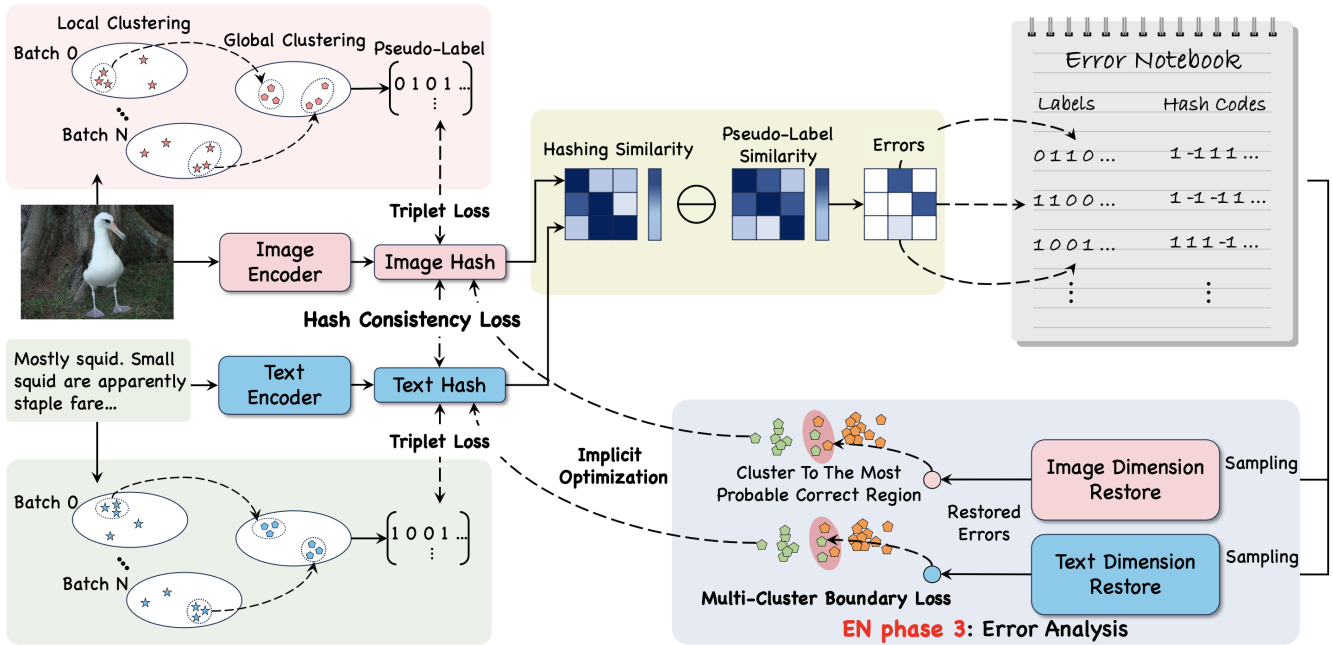 Local Clustering
Batch 0
Global Clustering
Pseudo-Label
0 1 0 1 ...
Batch N
Triplet Loss
Image Encoder
Image Hash
Hash Consistency Loss
Mostly squid. Small
squid are apparently
staple fare...
Text Encoder
Text Hash
Triplet Loss
Batch 0
1 0 0 1 ...
Batch N
Hashing Similarity
Pseudo-Label
Similarity
Errors
Error Notebook
Labels Hash Codes
0 1 1 0 ... 1 -1 1 1 ...
1 1 0 0 ... 1 -1 -1 1 ...
1 0 0 1 ... 1 1 1 -1 ...
Implicit
Optimization
Cluster To The Most
Probable Correct Region
Image Dimension
Restore
Sampling
Restored
Errors
Text Dimension
Restore
Sampling
Multi-Cluster Boundary Loss
EN phase 3: Error Analysis